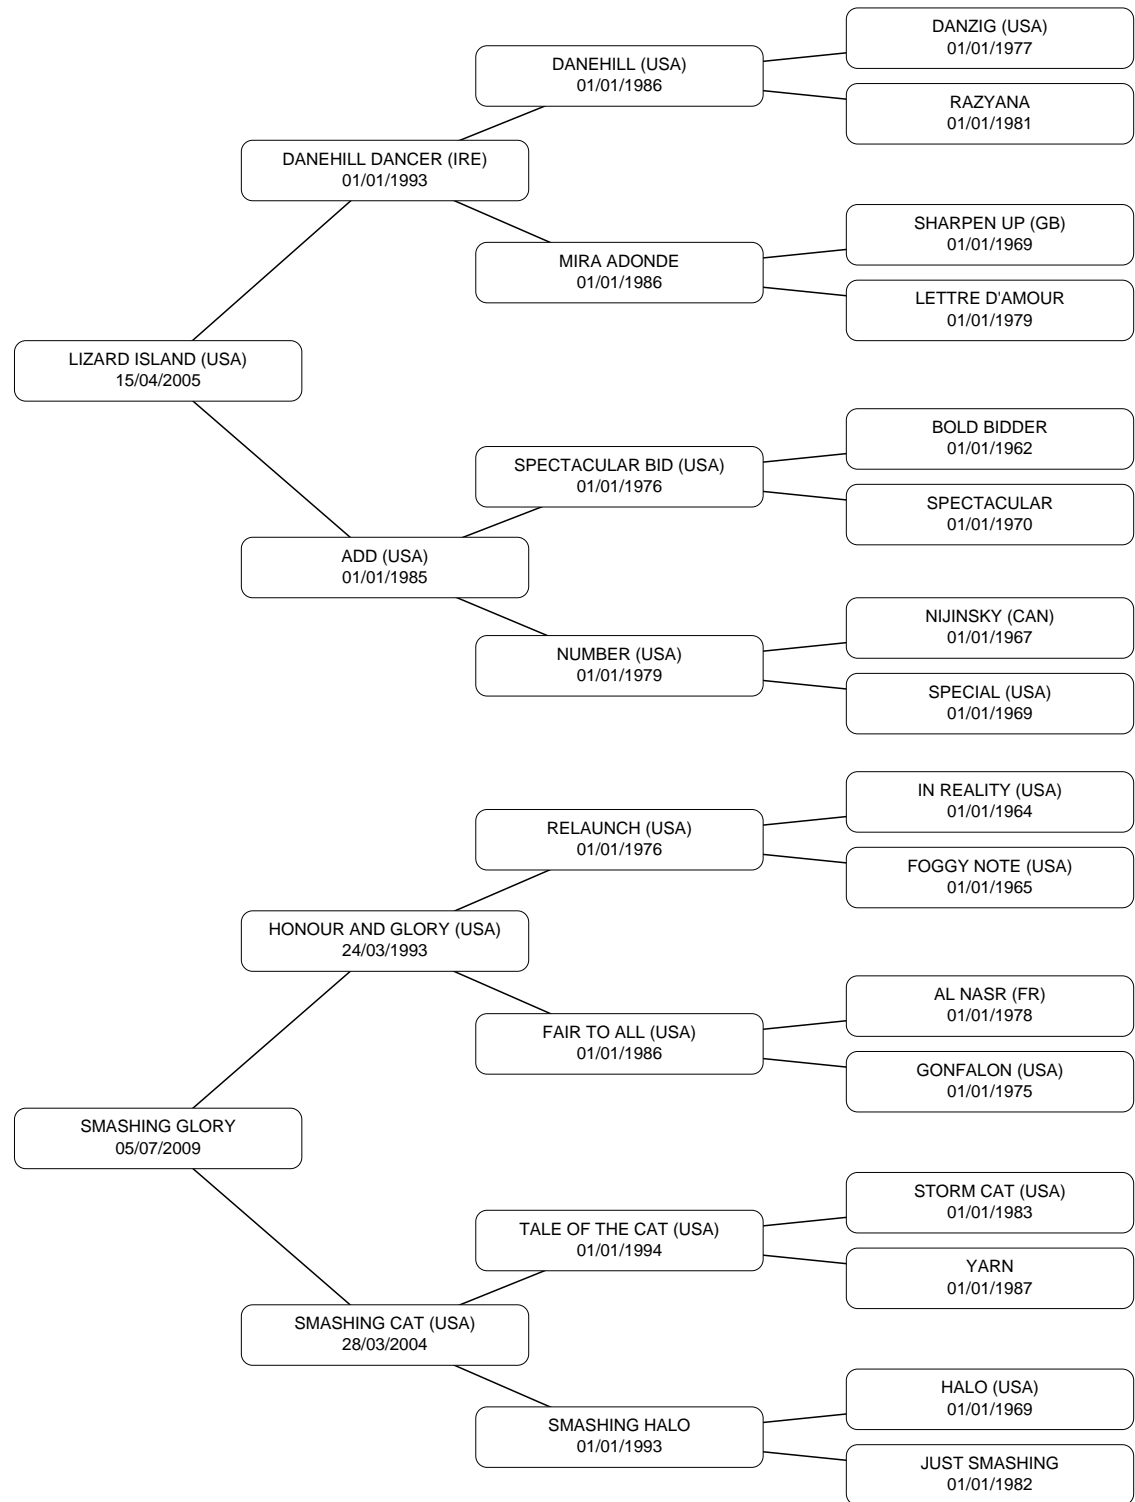 DANZIG (USA)
01/01/1977
DANEHILL (USA)
01/01/1986
RAZYANA
01/01/1981
DANEHILL DANCER (IRE)
01/01/1993
SHARPEN UP (GB)
01/01/1969
MIRA ADONDE
01/01/1986
LETTRE D'AMOUR
01/01/1979
LIZARD ISLAND (USA)
15/04/2005
BOLD BIDDER
01/01/1962
SPECTACULAR BID (USA)
01/01/1976
SPECTACULAR
01/01/1970
ADD (USA)
01/01/1985
NIJINSKY (CAN)
01/01/1967
NUMBER (USA)
01/01/1979
SPECIAL (USA)
01/01/1969
IN REALITY (USA)
01/01/1964
RELAUNCH (USA)
01/01/1976
FOGGY NOTE (USA)
01/01/1965
HONOUR AND GLORY (USA)
24/03/1993
AL NASR (FR)
01/01/1978
FAIR TO ALL (USA)
01/01/1986
GONFALON (USA)
01/01/1975
SMASHING GLORY
05/07/2009
STORM CAT (USA)
01/01/1983
TALE OF THE CAT (USA)
01/01/1994
YARN
01/01/1987
SMASHING CAT (USA)
28/03/2004
HALO (USA)
01/01/1969
SMASHING HALO
01/01/1993
JUST SMASHING
01/01/1982